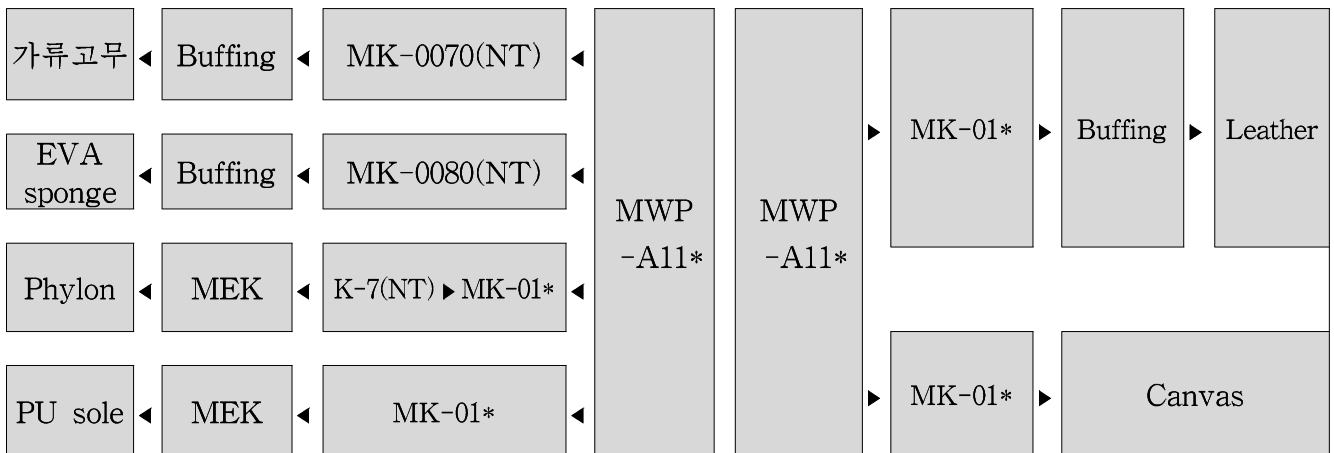 가류고무 ◀ Buffing ◀ MK-0070(NT) ◀
EVA
sponge ◀ Buffing ◀ MK-0080(NT) ◀
Phylon ◀ MEK ◀ K-7(NT) ▶ MK-01* ◀
PU sole ◀ MEK ◀ MK-01* ◀
MWP
-A11*
MWP
-A11*
▶ MK-01* ▶ Buffing ▶ Leather
▶ MK-01* ▶ Canvas